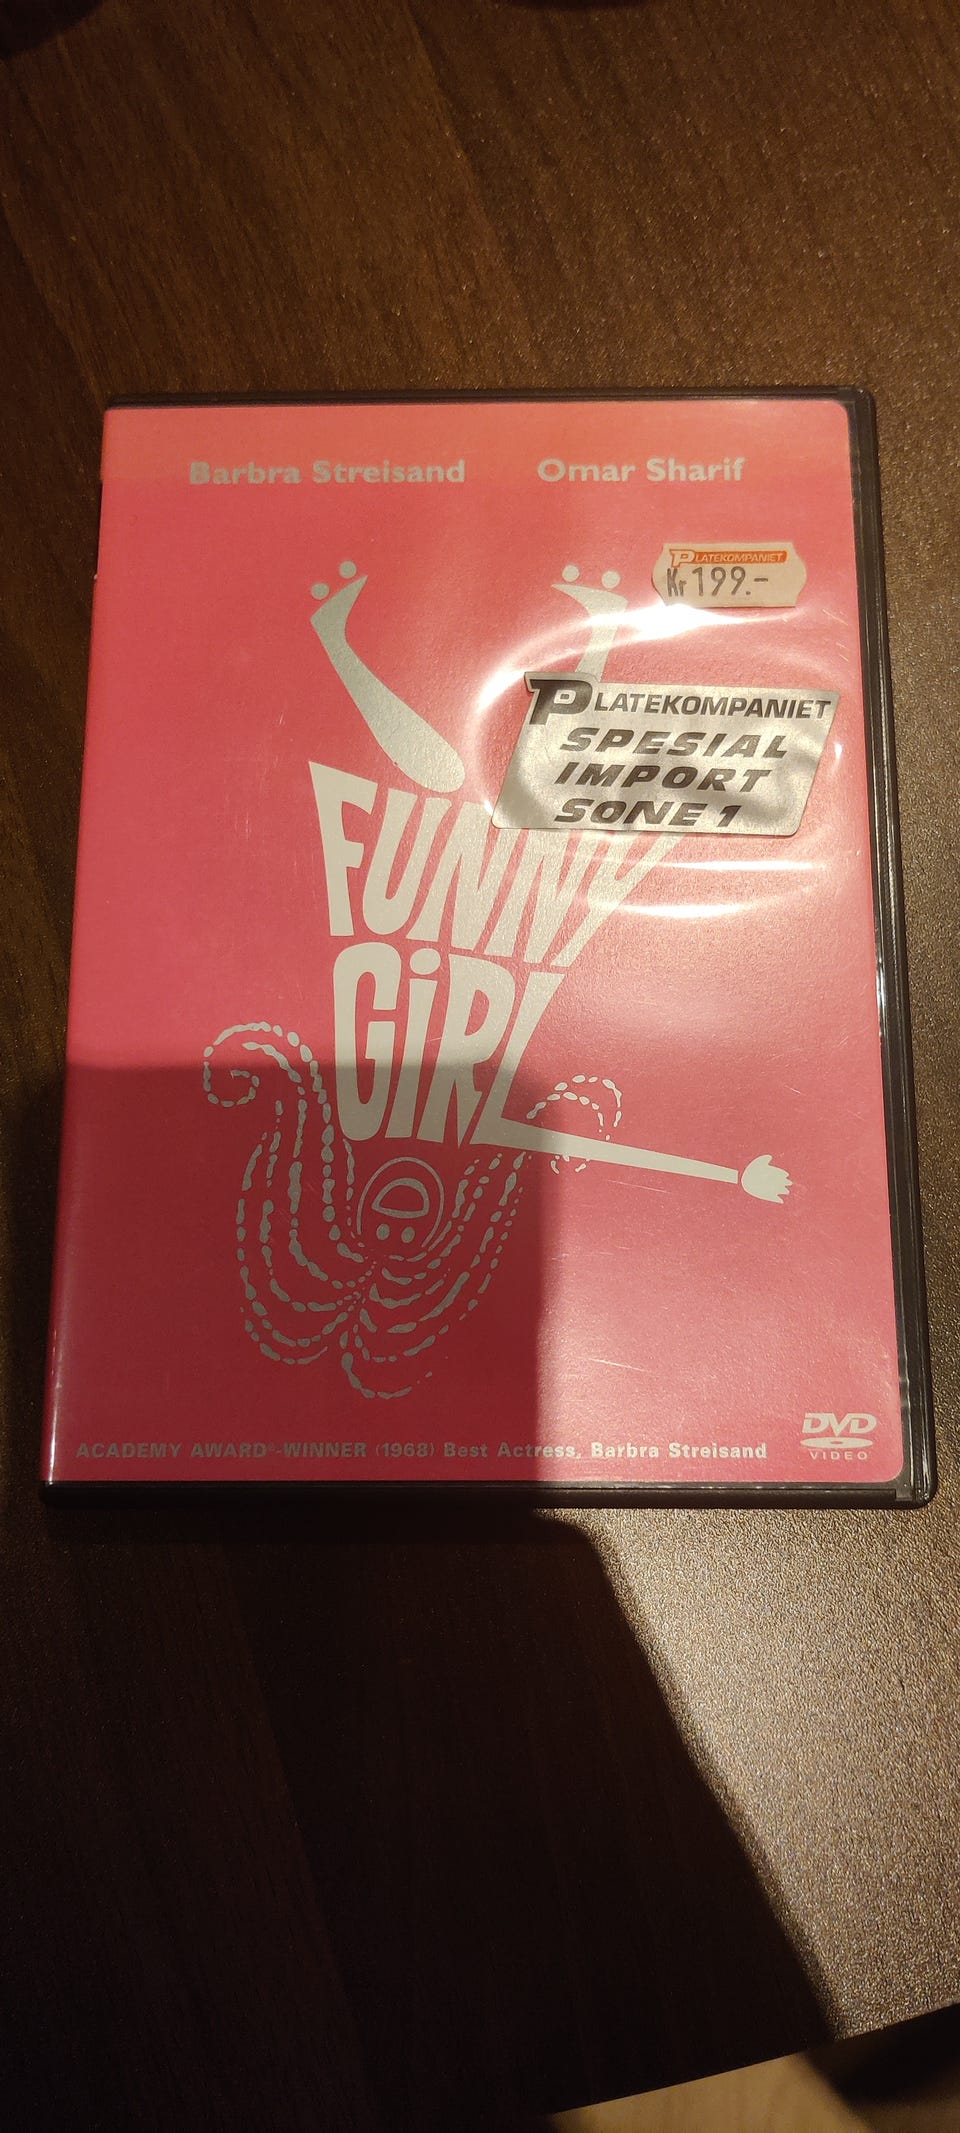 Barbra Streisand Omar Sharif
PLATEKOMPANIET
Kr 199.-
PLATEKOMPANIET
SPESIAL
IMPORT
SONE 1
FUNNY
GiRL
ACADEMY AWARD®-WINNER (1968) Best Actress, Barbra Streisand
DVD
VIDEO